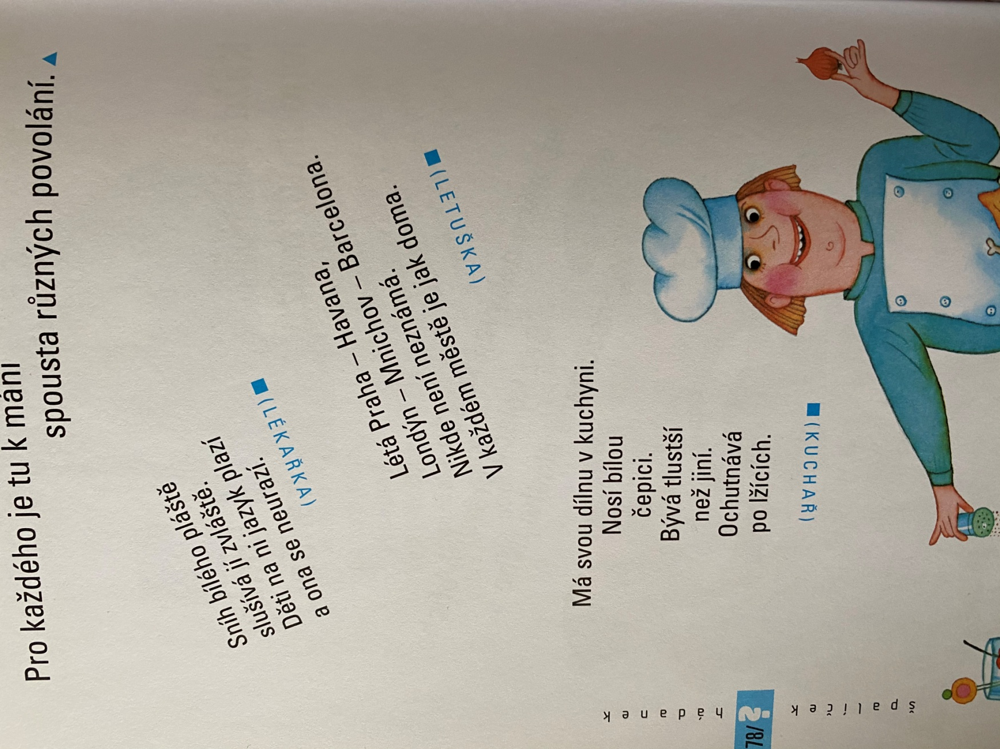 Pro každého je tu k mání
spousta různých povolání.
Sníh bílého pláště
slušívá jí zvláště.
Děti na ni jazyk plazí
a ona se neurazí.
(LÉKAŘKA)
Létá Praha – Havana,
Londýn – Mnichov – Barcelona.
Nikde není neznámá.
V každém městě je jak doma.
(LETUŠKA)
Má svou dílnu v kuchyni.
Nosí bílou
čepici.
Bývá tlustší
než jiní.
Ochutnává
po lžících.
(KUCHAŘ)
špalíček
hádanek
78/